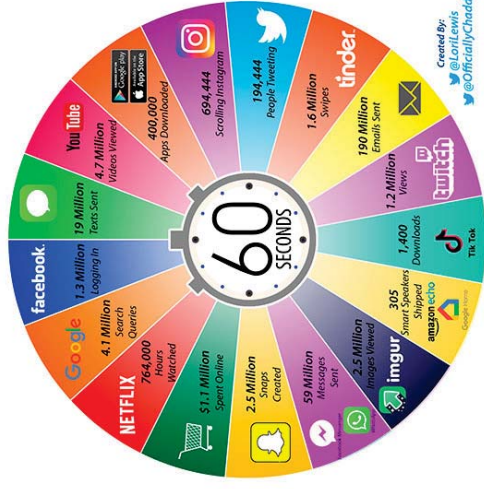 facebook
1.3 Million
Logging In
19 Million
Texts Sent
You Tube
4.7 Million
Videos Viewed
Google play
Available on the
App Store
400,000
Apps Downloaded
694,444
Scrolling Instagram
194,444
People Tweeting
tinder
1.6 Million
Swipes
190 Million
Emails Sent
twitch
1.2 Million
Views
1,400
Downloads
Tik Tok
305
Smart Speakers
Shipped
amazon echo
Google Home
imgur
2.5 Million
Images Viewed
59 Million
Messages
Sent
2.5 Million
Snaps
Created
$1.1 Million
Spent Online
NETFLIX
764,000
Hours
Watched
Google
4.1 Million
Search
Queries
60
SECONDS
Created By:
@LoriLewis
@OfficiallyChadd